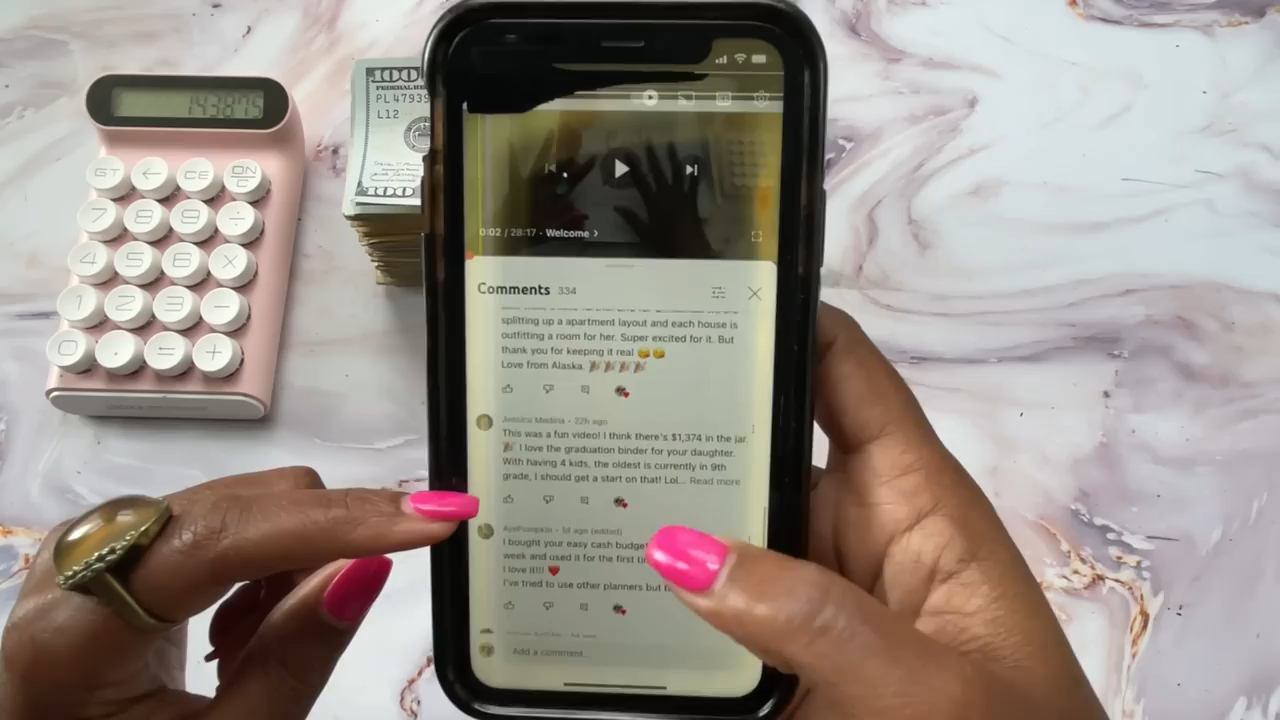 143875
GT ← CE ON/C
7 8 9 ÷
4 5 6 ×
1 2 3 -
0 . = +
100
FEDERAL RE
PL 47939
L12
100
0:02 / 28:17 · Welcome ›
Comments 334
splitting up a apartment layout and each house is
outfitting a room for her. Super excited for it. But
thank you for keeping it real
Love from Alaska.
Jessica Medina · 22h ago
This was a fun video! I think there's $1,374 in the jar.
I love the graduation binder for your daughter.
With having 4 kids, the oldest is currently in 9th
grade, I should get a start on that! Lol... Read more
AyePumpkin · 1d ago (edited)
I bought your easy cash budget
week and used it for the first ti
I love it!!! ❤️
I've tried to use other planners but
Add a comment...